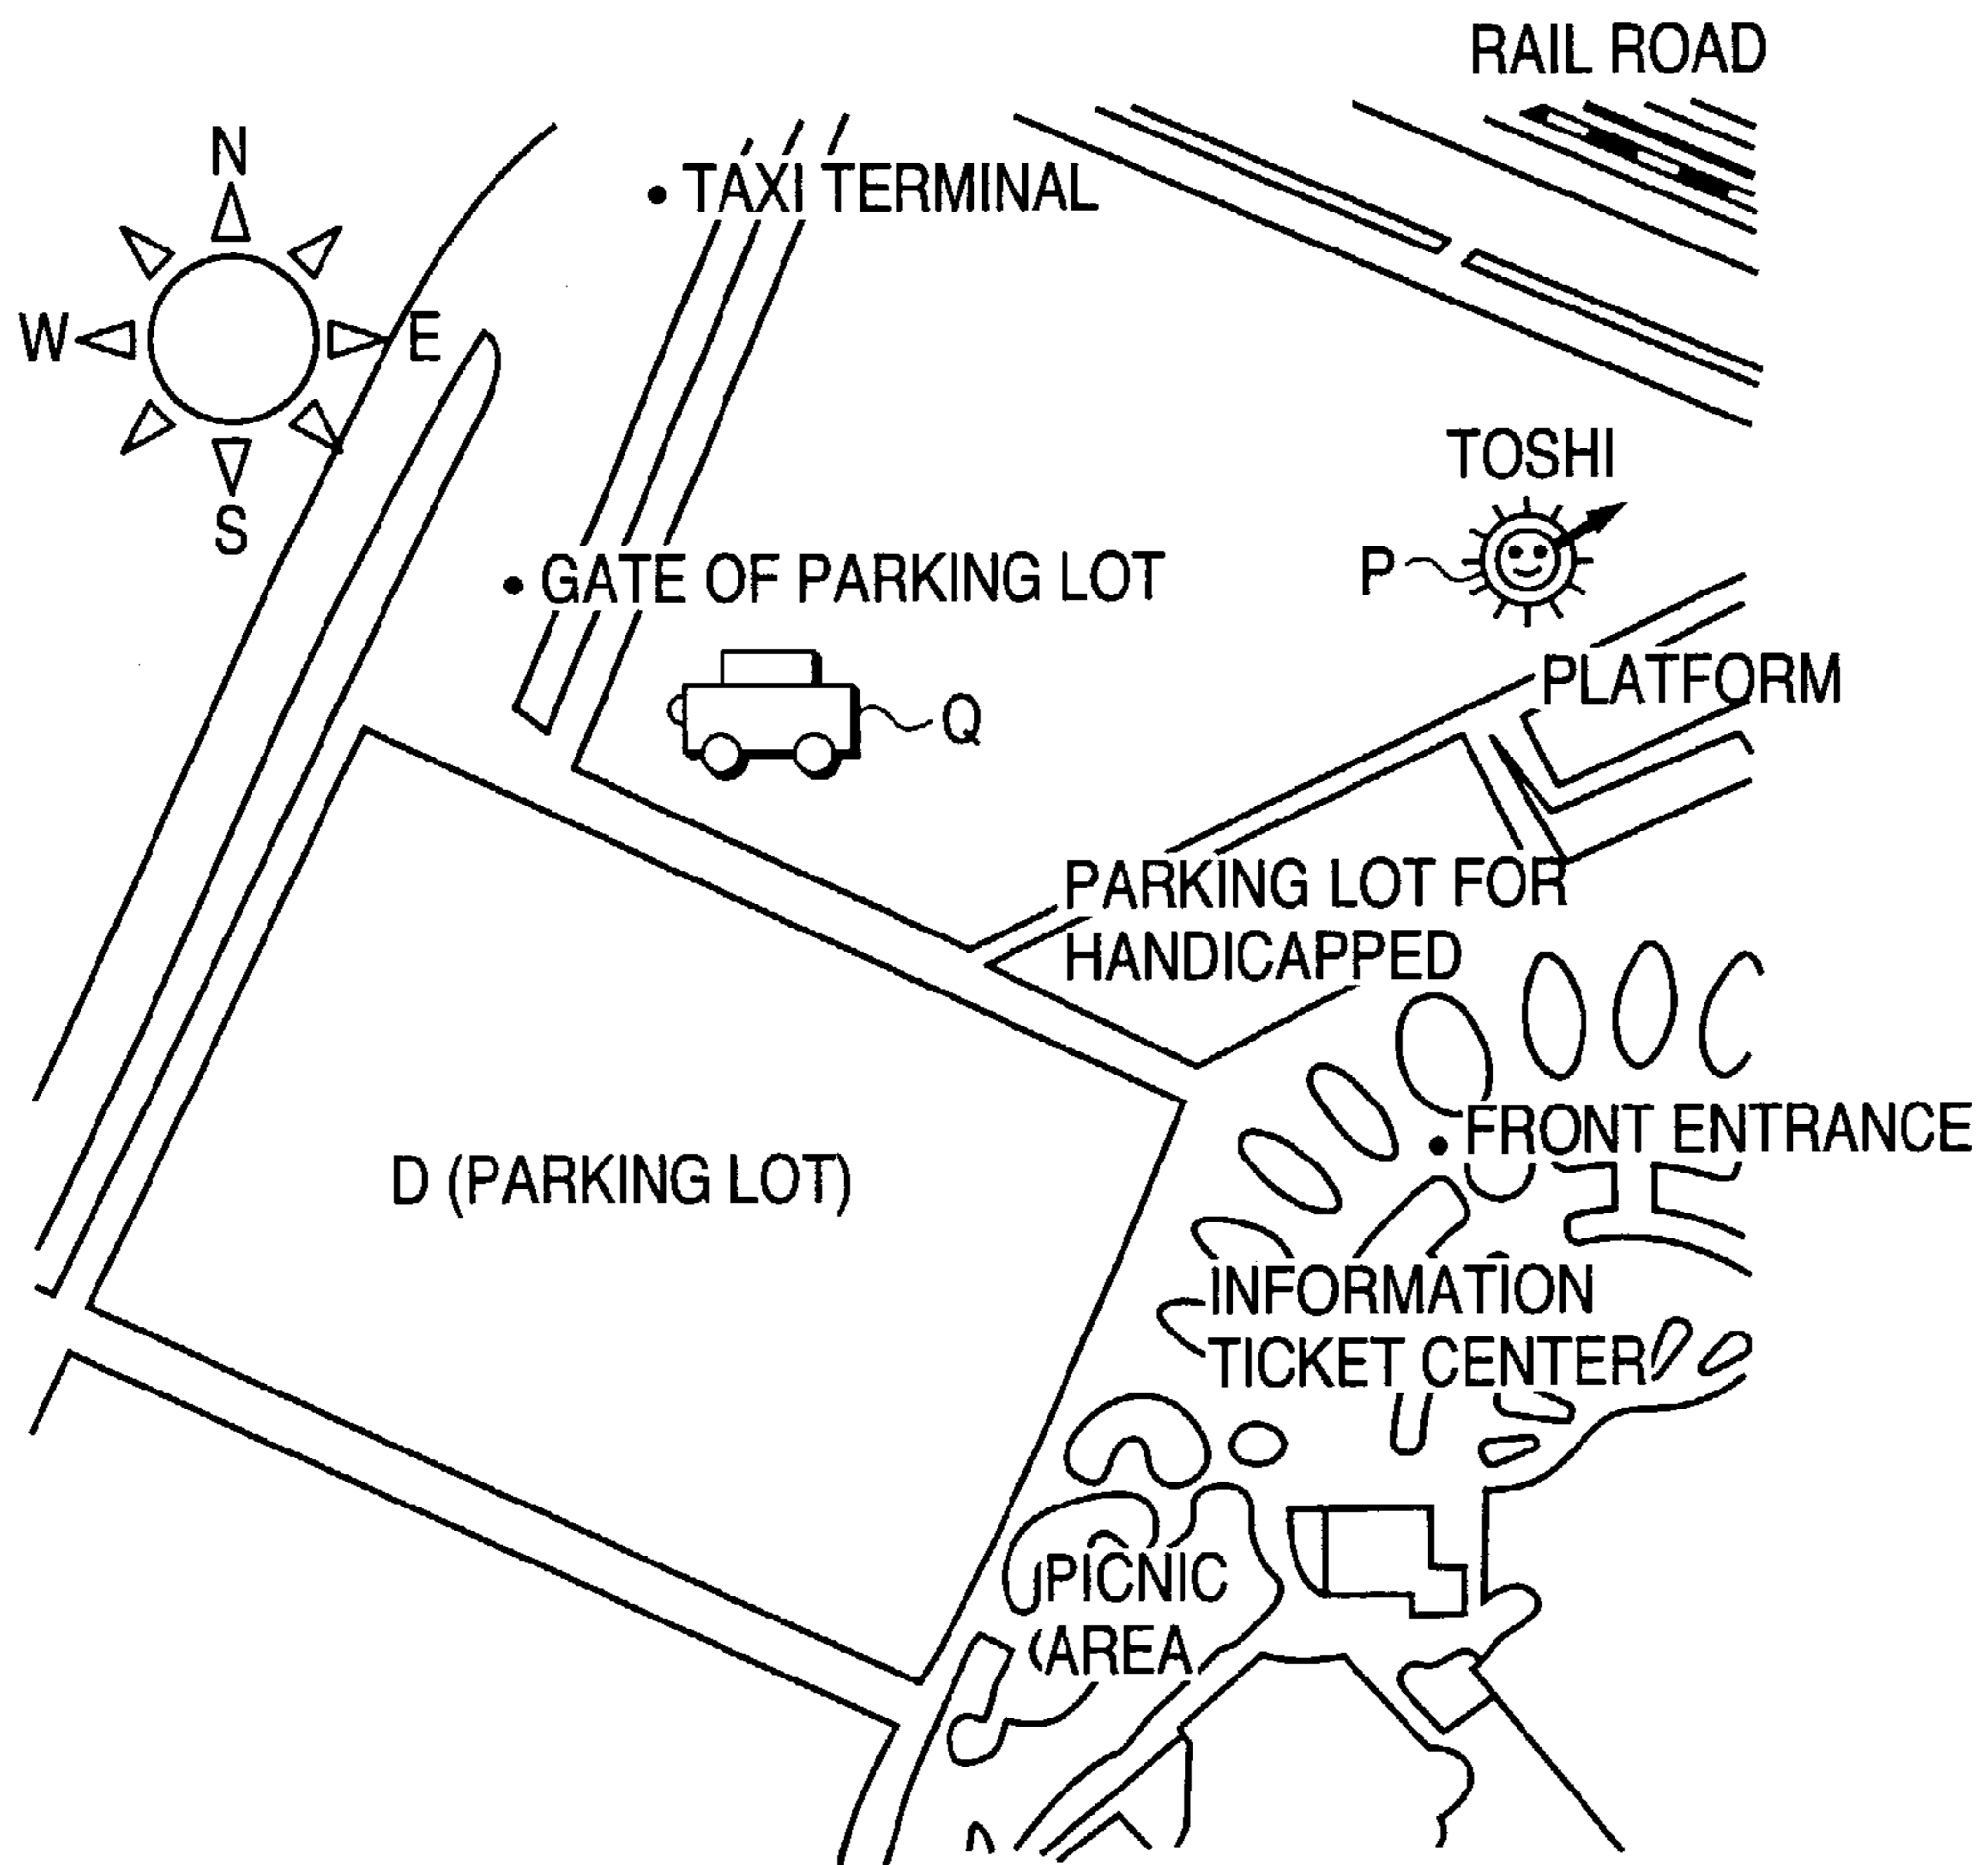 RAIL ROAD
N
• TAXI TERMINAL
W
E
TOSHI
S
P
• GATE OF PARKING LOT
PLATFORM
Q
PARKING LOT FOR
HANDICAPPED
• FRONT ENTRANCE
D (PARKING LOT)
INFORMATION
TICKET CENTER
PICNIC
AREA